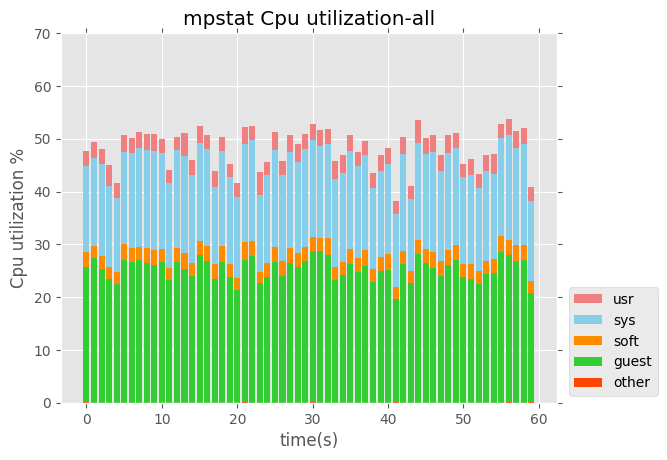 mpstat Cpu utilization-all
Cpu utilization %
70
60
50
40
30
20
10
0
0 10 20 30 40 50 60
time(s)
usr
sys
soft
guest
other